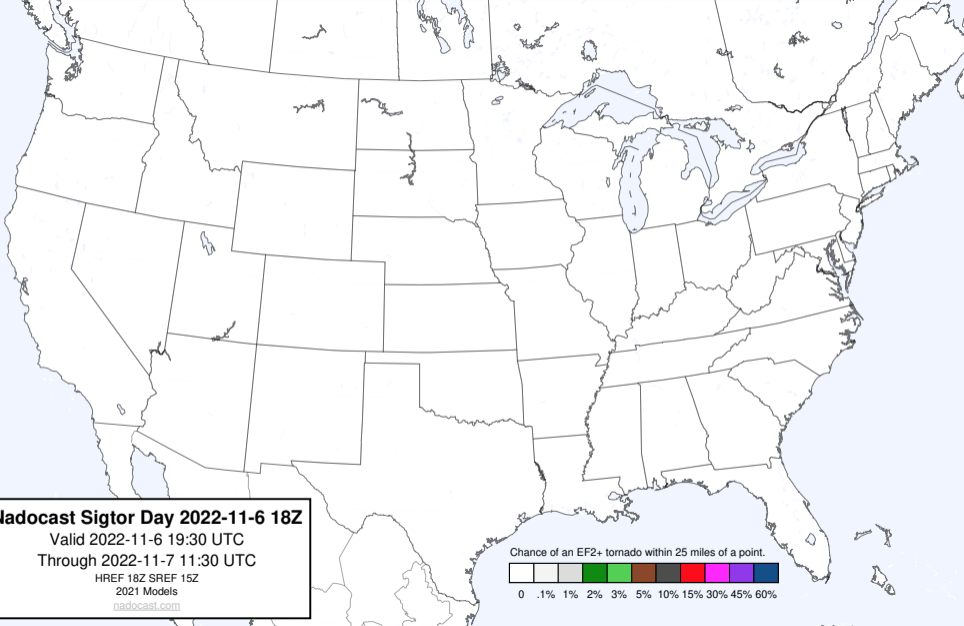 Nadocast Sigtor Day 2022-11-6 18Z
Valid 2022-11-6 19:30 UTC
Through 2022-11-7 11:30 UTC
HREF 18Z SREF 15Z
2021 Models
nadocast.com
Chance of an EF2+ tornado within 25 miles of a point.
0 .1% 1% 2% 3% 5% 10% 15% 30% 45% 60%